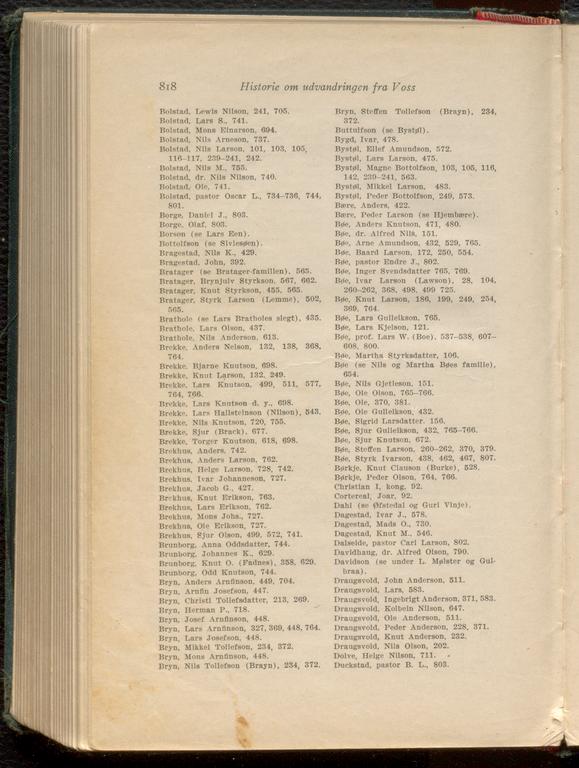 818
Historie om udvandringen fra Voss
Bolstad, Lewis Nilson, 241, 705.
Bolstad, Lars S., 741.
Bolstad, Mons Einarson, 694.
Bolstad, Nils Arneson, 737.
Bolstad, Nils Larson, 101, 103, 105,
116-117, 239-241, 242.
Bolstad, Nils M., 755.
Bolstad, dr. Nils Nilson, 740.
Bolstad, Ole, 741.
Bolstad, pastor Oscar L., 734-736, 744,
801.
Borge, Daniel J., 803.
Borge, Olaf, 803.
Borsøn (se Lars Een).
Bottolfson (se Sivlesøen).
Bragestad, Nils K., 429.
Bragestad, John, 392.
Bratager (se Bratager-familien), 565.
Bratager, Brynjulv Styrkson, 567, 662.
Bratager, Knut Styrkson, 455, 565.
Bratager, Styrk Larson (Lemme), 502,
565.
Brathole (se Lars Bratholes slegt), 435.
Brathole, Lars Olson, 437.
Brathole, Nils Anderson, 613.
Brekke, Anders Nelson, 132, 138, 368,
764.
Brekke, Bjarne Knutson, 698.
Brekke, Knut Larson, 132, 249.
Brekke, Lars Knutson, 499, 511, 577,
764, 766.
Brekke, Lars Knutson d. y., 698.
Brekke, Lars Hallsteinson (Nilson), 543.
Brekke, Nils Knutson, 720, 755.
Brekke, Sjur (Brack), 677.
Brekke, Torger Knutson, 618, 698.
Brekhus, Anders, 742.
Brekhus, Anders Larson, 762.
Brekhus, Helge Larson, 728, 742.
Brekhus, Ivar Johanneson, 727.
Brekhus, Jacob G., 427.
Brekhus, Knut Erikson, 763.
Brekhus, Lars Erikson, 762.
Brekhus, Mons Johs., 727.
Brekhus, Ole Erikson, 727.
Brekhus, Sjur Olson, 499, 572, 741.
Brunborg, Anna Oddsdatter, 744.
Brunborg, Johannes K., 629.
Brunborg, Knut O. (Fadnes), 358, 629.
Brunborg, Odd Knutson, 744.
Bryn, Anders Arnfinson, 449, 704.
Bryn, Arnfin Josefson, 447.
Bryn, Christi Tollefsdatter, 213, 269.
Bryn, Herman P., 718.
Bryn, Josef Arnfinson, 448.
Bryn, Lars Arnfinson, 327, 369, 448, 764.
Bryn, Lars Josefson, 448.
Bryn, Mikkel Tollefson, 234, 372.
Bryn, Mons Arnfinson, 448.
Bryn, Nils Tollefson (Brayn), 234, 372.
Bryn, Steffen Tollefson (Brayn), 234,
372.
Buttulfson (se Bystøl).
Bygd, Ivar, 478.
Bystøl, Ellef Amundson, 572.
Bystøl, Lars Larson, 475.
Bystøl, Magne Bottolfson, 103, 105, 116,
142, 239-241, 563.
Bystøl, Mikkel Larson, 483.
Bystøl, Peder Bottolfson, 249, 573.
Bære, Anders, 422.
Bære, Peder Larson (se Hjembære).
Bøe, Anders Knutson, 471, 480.
Bøe, dr. Alfred Nils, 151.
Bøe, Arne Amundson, 432, 529, 765.
Bøe, Baard Larson, 172, 250, 554.
Bøe, pastor Endre J., 802.
Bøe, Inger Svendsdatter 765, 769.
Bøe, Ivar Larson (Lawson), 28, 104,
260-262, 368, 498, 499 725.
Bøe, Knut Larson, 186, 199, 249, 254,
369, 764.
Bøe, Lars Gulleikson, 765.
Bøe, Lars Kjelson, 121.
Bøe, prof. Lars W. (Boe), 537-538, 607-
608, 800.
Bøe, Martha Styrksdatter, 106.
Bøe (se Nils og Martha Bøes familie),
654.
Bøe, Nils Gjetleson, 151.
Bøe, Ole Olson, 765-766.
Bøe, Ole, 370, 381.
Bøe, Ole Gulleikson, 432.
Bøe, Sigrid Larsdatter. 156.
Bøe, Sjur Gulleikson, 432, 765-766.
Bøe, Sjur Knutson, 672.
Bøe, Steffen Larson, 260-262, 370, 379.
Bøe, Styrk Ivarson, 438, 462, 467, 807.
Børkje, Knut Clauson (Burke), 528.
Børkje, Peder Olson, 764, 766.
Christian I, kong, 92.
Cortereal, Joar, 92.
Dahl (se Øfstedal og Guri Vinje).
Dagestad, Ivar J., 578.
Dagestad, Mads O., 730.
Dagestad, Knut M., 546.
Dalseide, pastor Carl Larson, 802.
Davidhaug, dr. Alfred Olson, 790.
Davidson (se under L. Mølster og Gul-
braa).
Draugsvold, John Anderson, 511.
Draugsvold, Lars, 583.
Draugsvold, Ingebrigt Anderson, 371, 583.
Draugsvold, Kolbein Nilson, 647.
Draugsvold, Ole Anderson, 511.
Draugsvold, Peder Anderson, 228, 371.
Draugsvold, Knut Anderson, 232.
Draugsvold, Nils Olson, 202.
Dolve, Helge Nilson, 711.
Duckstad, pastor B. L., 803.